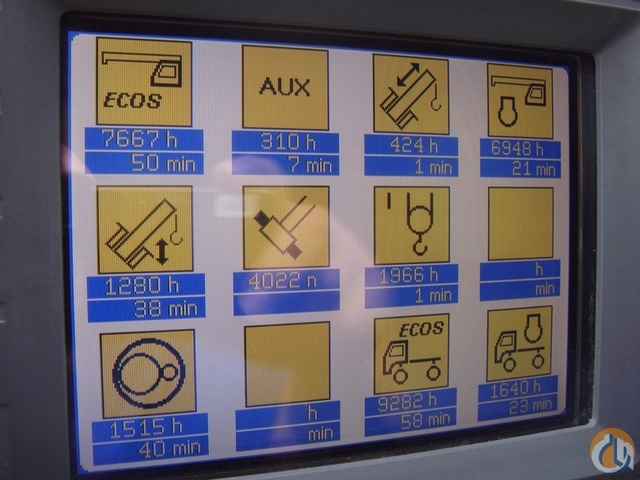 ECOS
7667 h
50 min
AUX
310 h
7 min
424 h
1 min
6948 h
21 min
1280 h
38 min
4022 n
I
1966 h
1 min
h
min
1515 h
40 min
h
min
ECOS
9282 h
58 min
1640 h
23 min